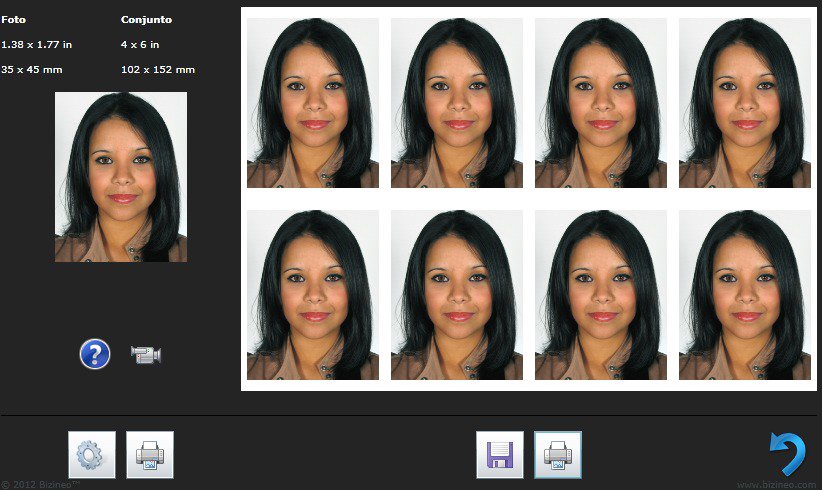 Foto Conjunto
1.38 x 1.77 in 4 x 6 in
35 x 45 mm 102 x 152 mm
?
© 2012 Bizineo™ www.bizineo.com